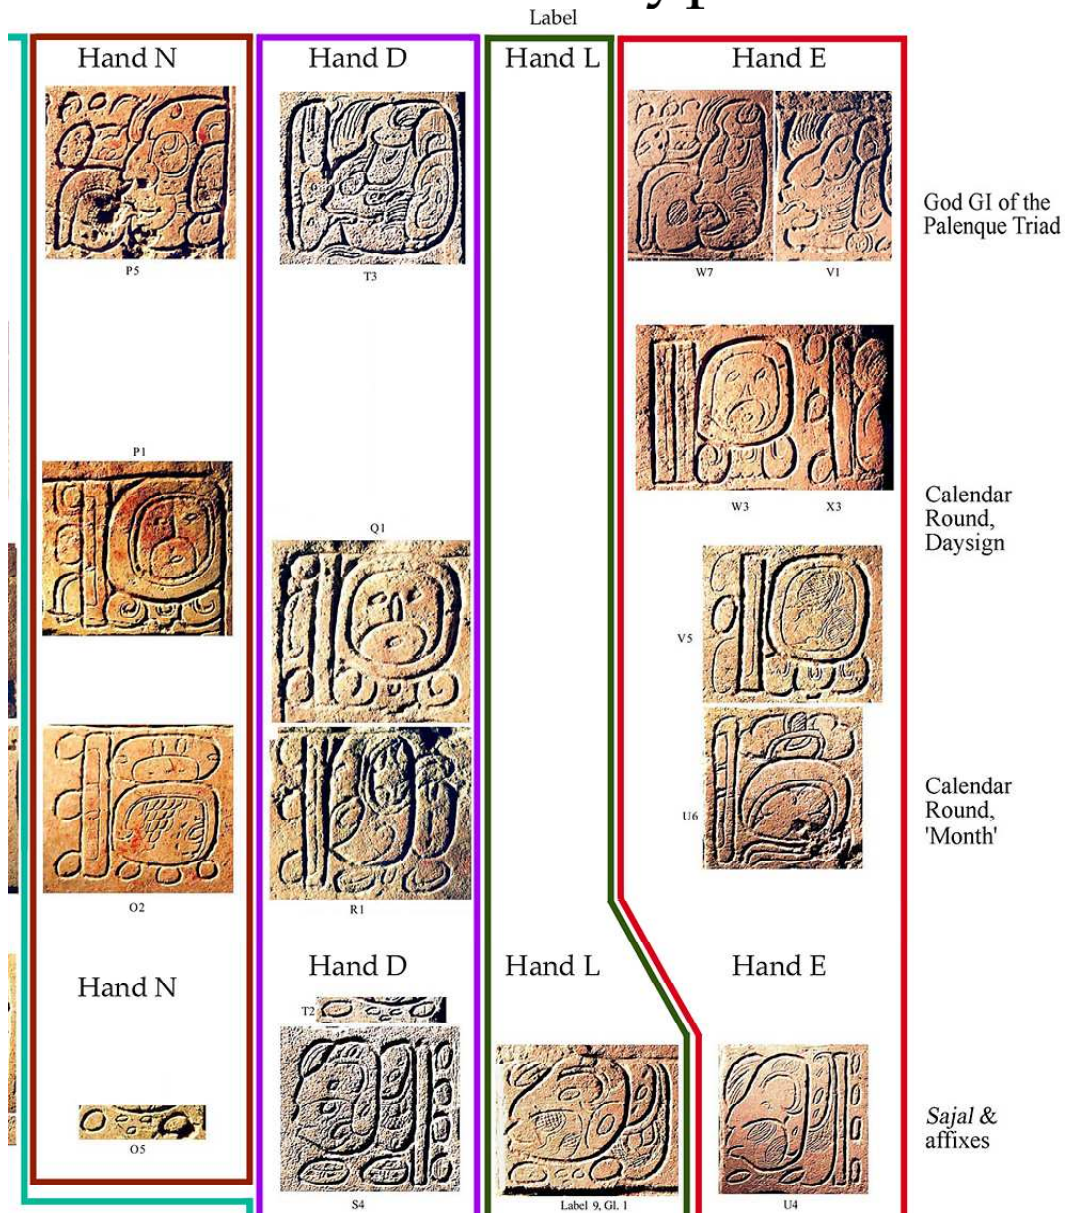 Label
Hand N
Hand D
Hand L
Hand E
P5
T3
W7
V1
God GI of the
Palenque Triad
P1
Q1
W3
X3
Calendar
Round,
Daysign
V5
U6
Calendar
Round,
'Month'
O2
R1
Hand N
Hand D
Hand L
Hand E
T2
O5
S4
Label 9, Gl. 1
U4
Sajal &
affixes